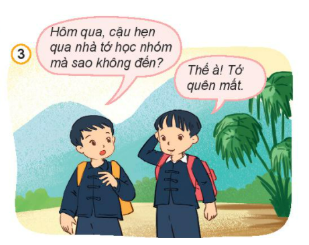 3
Hôm qua, cậu hẹn
qua nhà tớ học nhóm
mà sao không đến?
Thế à! Tớ
quên mất.